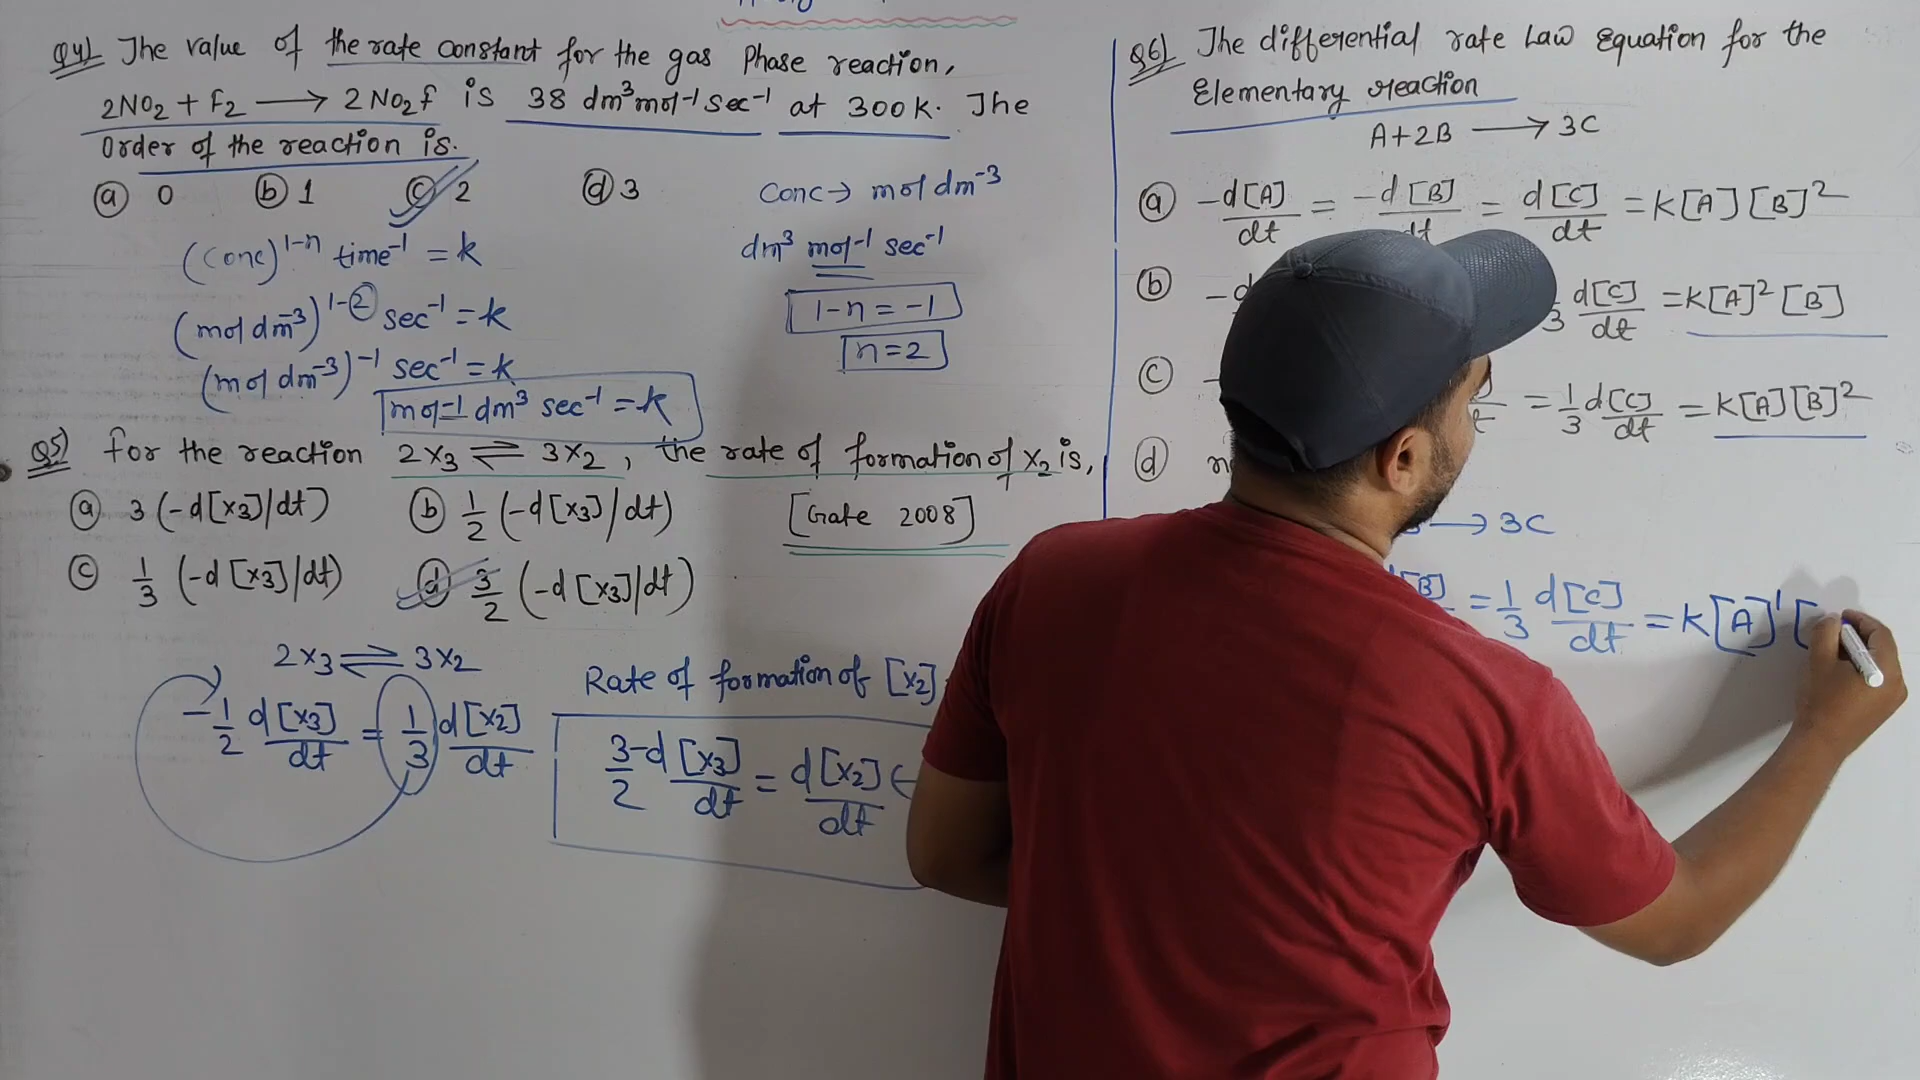 Q4) The value of the rate constant for the gas Phase reaction,
2NO₂ + F₂ ⟶ 2NO₂f is 38 dm³mol⁻¹sec⁻¹ at 300K. The
Order of the reaction is.
(a) 0 (b) 1 (c) 2 (d) 3
(Conc)¹⁻ⁿ time⁻¹ = k
(mol dm⁻³)¹⁻² sec⁻¹ = k
(mol dm⁻³)⁻¹ sec⁻¹ = k
mol⁻¹ dm³ sec⁻¹ = k
Conc → mol dm⁻³
dm³ mol⁻¹ sec⁻¹
1-n = -1
n=2
Q5) for the reaction 2X₃ ⇌ 3X₂, the rate of formation of X₂ is,
(a) 3 (-d[X₃]/dt) (b) 1/2 (-d[X₃]/dt) [Gate 2008]
(c) 1/3 (-d[X₃]/dt) (d) 3/2 (-d[X₃]/dt)
2X₃ ⇌ 3X₂
-1/2 d[X₃]/dt = 1/3 d[X₂]/dt
Rate of formation of [X₂]
3/2 -d[X₃]/dt = d[X₂]/dt ←
Q6) The differential rate Law Equation for the
Elementary reaction
A+2B ⟶ 3C
(a) -d[A]/dt = -d[B]/dt = d[C]/dt = K[A][B]²
(b) - 3 d[C]/dt = K[A]²[B]
(c) - = 1/3 d[C]/dt = K[A][B]²
(d)
⟶ 3C
[B] = 1/3 d[C]/dt = K[A]¹[